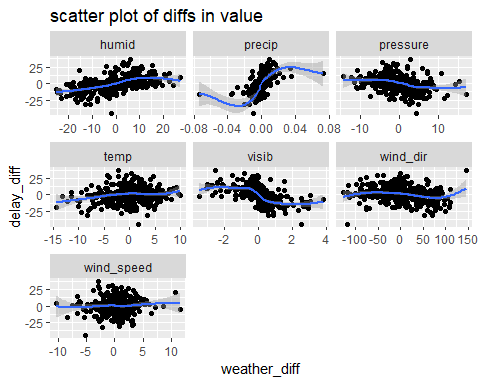 scatter plot of diffs in value
humid precip pressure
25
0
-25
-20 -10 0 10 20 -0.08 -0.04 0.00 0.04 0.08 -10 0 10
temp visib wind_dir
25
0
-25
-15 -10 -5 0 5 10 -2 0 2 4 -100 -50 0 50 100 150
wind_speed
25
0
-25
-10 -5 0 5 10
delay_diff
weather_diff